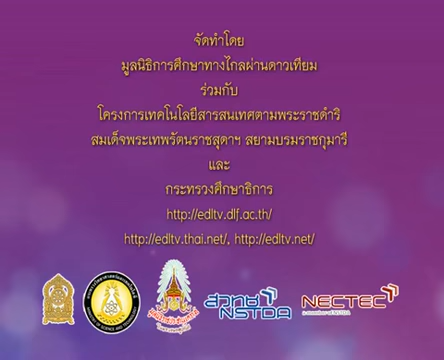 จัดทำโดย
มูลนิธิการศึกษาทางไกลผ่านดาวเทียม
ร่วมกับ
โครงการเทคโนโลยีสารสนเทศตามพระราชดำริ
สมเด็จพระเทพรัตนราชสุดาฯ สยามบรมราชกุมารี
และ
กระทรวงศึกษาธิการ
http://edltv.dlf.ac.th/
http://edltv.thai.net/, http://edltv.net/
สวทช
NSTDA
NECTEC
a member of NSTDA